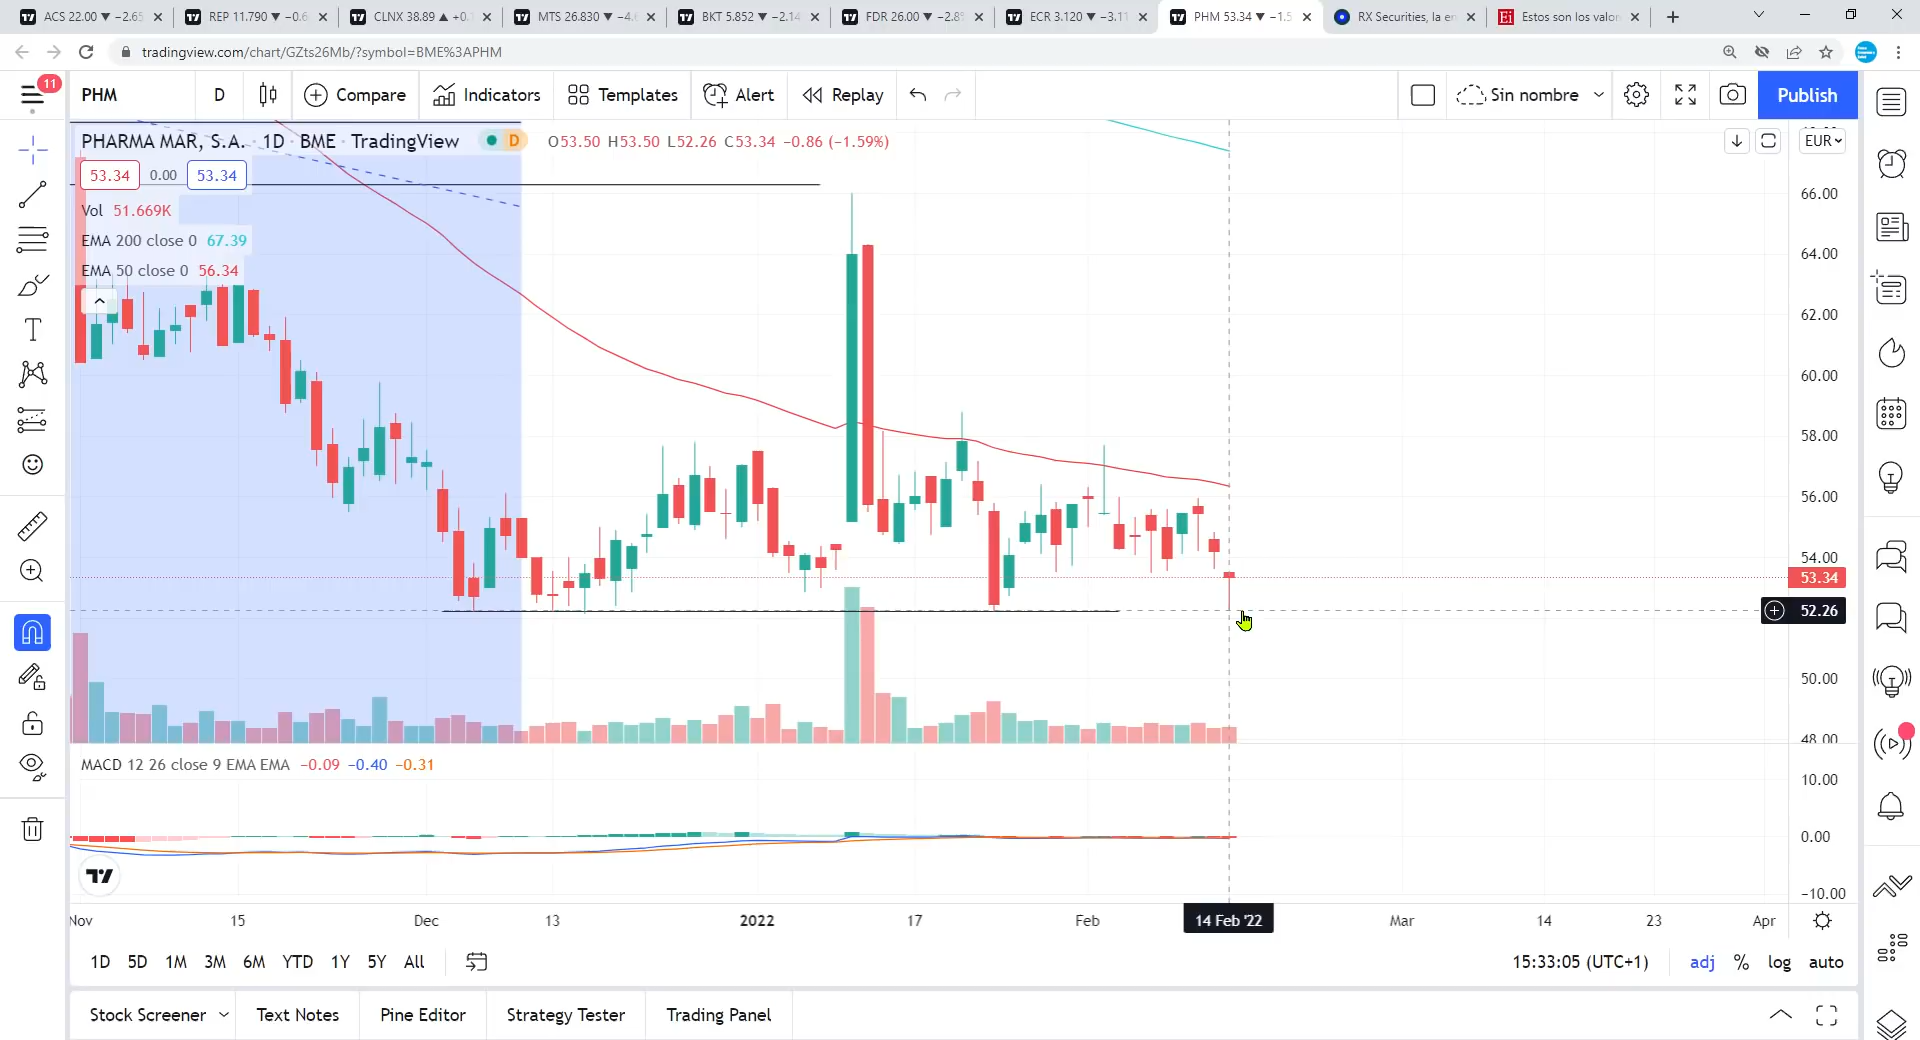 ACS 22.00 ▼ −2.65
REP 11.790 ▼ −0.6
CLNX 38.89 ▲ +0.
MTS 26.830 ▼ −4.
BKT 5.852 ▼ −2.14
FDR 26.00 ▼ −2.8
ECR 3.120 ▼ −3.11
PHM 53.34 ▼ −1.5
RX Securities, la e
Estos son los valor
tradingview.com/chart/GZts26Mb/?symbol=BME%3APHM
11
PHM
D
Compare
Indicators
Templates
Alert
Replay
Sin nombre
Publish
PHARMA MAR, S.A. · 1D · BME · TradingView
D
O53.50 H53.50 L52.26 C53.34 −0.86 (−1.59%)
EUR
53.34 0.00 53.34
Vol 51.669K
EMA 200 close 0 67.39
EMA 50 close 0 56.34
66.00
64.00
62.00
60.00
58.00
56.00
54.00
53.34
52.26
50.00
48.00
MACD 12 26 close 9 EMA EMA −0.09 −0.40 −0.31
10.00
0.00
−10.00
Nov 15 Dec 13 2022 17 Feb 14 Feb '22 Mar 14 23 Apr
1D 5D 1M 3M 6M YTD 1Y 5Y All
15:33:05 (UTC+1)
adj % log auto
Stock Screener
Text Notes
Pine Editor
Strategy Tester
Trading Panel